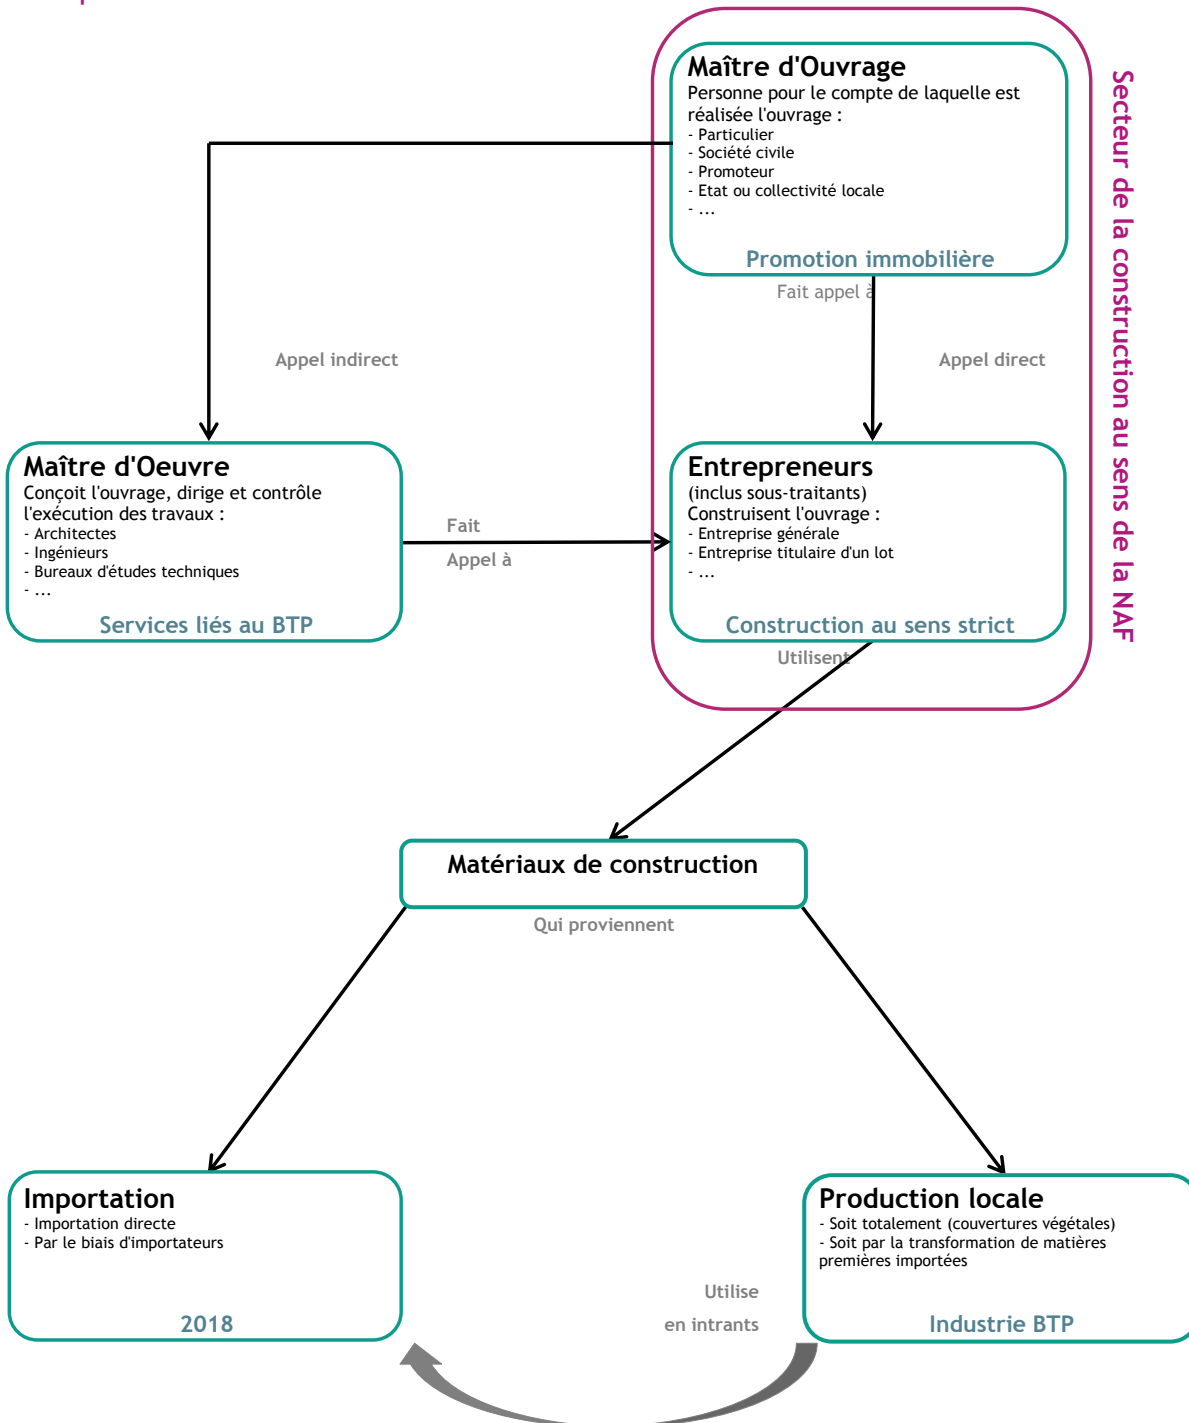 Maître d'Ouvrage
Personne pour le compte de laquelle est
réalisée l'ouvrage :
- Particulier
- Société civile
- Promoteur
- Etat ou collectivité locale
- ...
Promotion immobilière
Fait appel à
Secteur de la construction au sens de la NAF
Appel indirect
Appel direct
Maître d'Oeuvre
Conçoit l'ouvrage, dirige et contrôle
l'exécution des travaux :
- Architectes
- Ingénieurs
- Bureaux d'études techniques
- ...
Services liés au BTP
Fait
Appel à
Entrepreneurs
(inclus sous-traitants)
Construisent l'ouvrage :
- Entreprise générale
- Entreprise titulaire d'un lot
- ...
Construction au sens strict
Utilisent
Matériaux de construction
Qui proviennent
Importation
- Importation directe
- Par le biais d'importateurs
2018
Production locale
- Soit totalement (couvertures végétales)
- Soit par la transformation de matières
premières importées
Industrie BTP
Utilise
en intrants